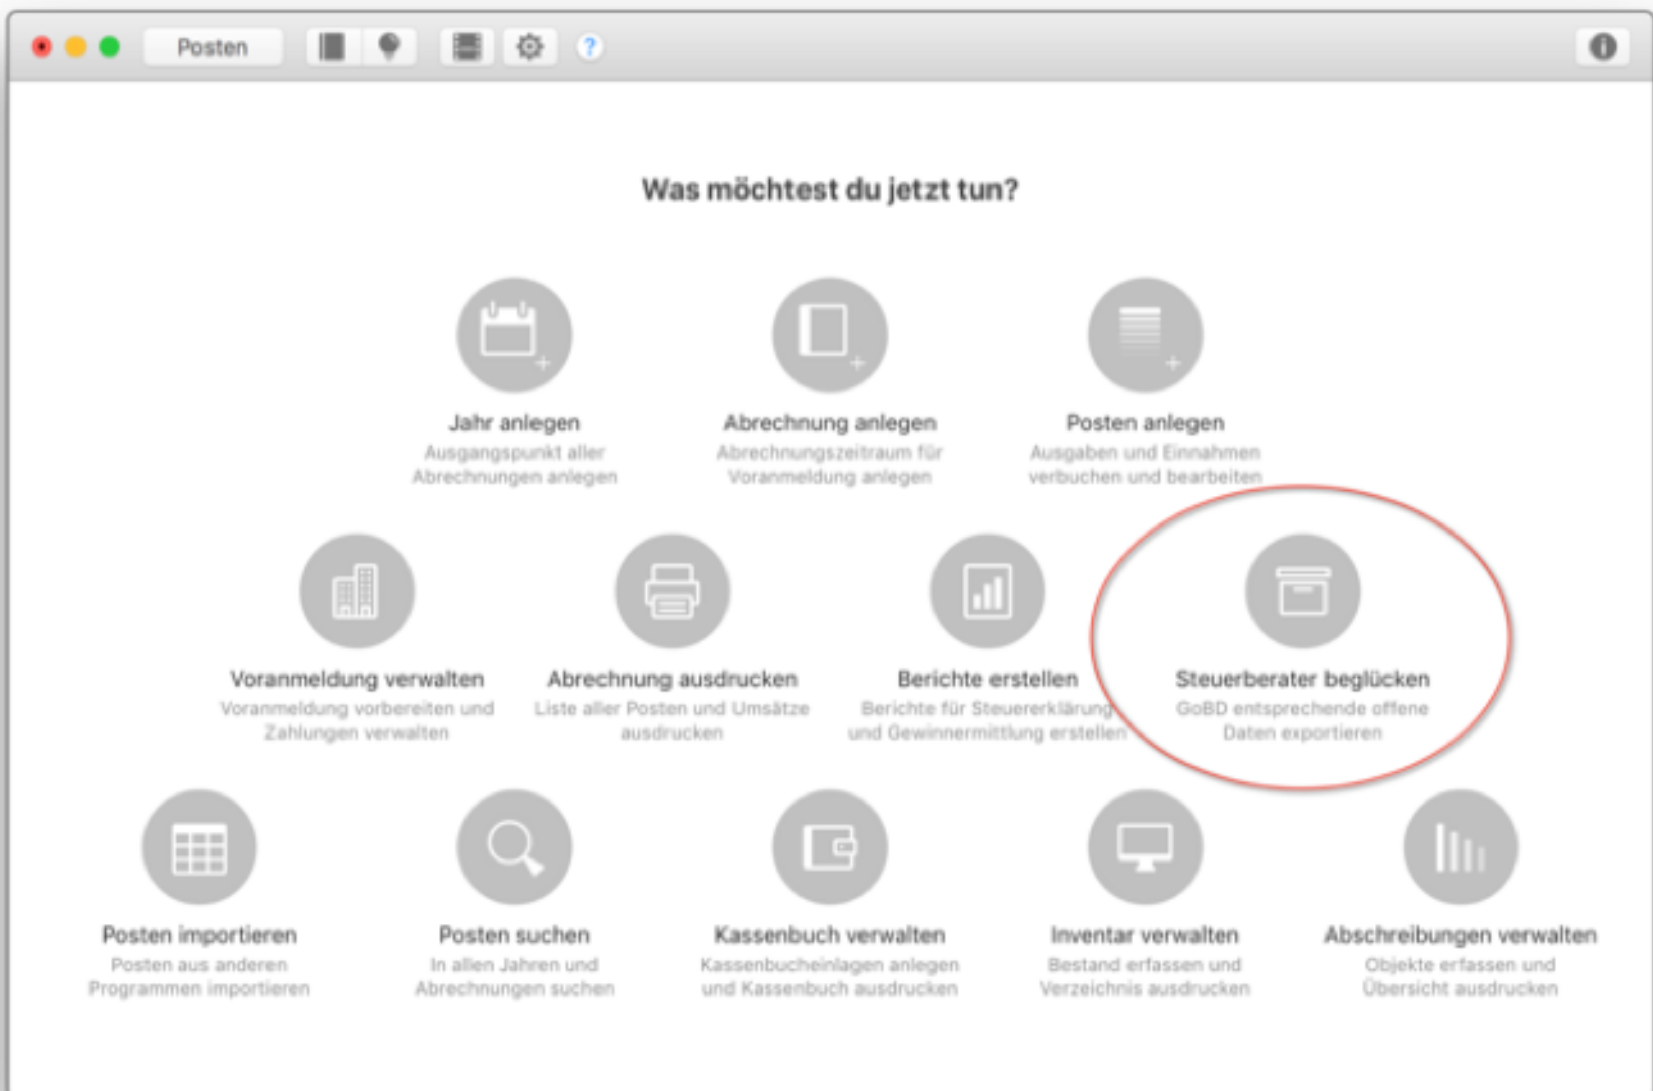 Posten
?
Was möchtest du jetzt tun?
Jahr anlegen
Ausgangspunkt aller
Abrechnungen anlegen
Abrechnung anlegen
Abrechnungszeitraum für
Voranmeldung anlegen
Posten anlegen
Ausgaben und Einnahmen
verbuchen und bearbeiten
Voranmeldung verwalten
Voranmeldung vorbereiten und
Zahlungen verwalten
Abrechnung ausdrucken
Liste aller Posten und Umsätze
ausdrucken
Berichte erstellen
Berichte für Steuererklärung
und Gewinnermittlung erstellen
Steuerberater beglücken
GoBD entsprechende offene
Daten exportieren
Posten importieren
Posten aus anderen
Programmen importieren
Posten suchen
In allen Jahren und
Abrechnungen suchen
Kassenbuch verwalten
Kassenbucheinlagen anlegen
und Kassenbuch ausdrucken
Inventar verwalten
Bestand erfassen und
Verzeichnis ausdrucken
Abschreibungen verwalten
Objekte erfassen und
Übersicht ausdrucken